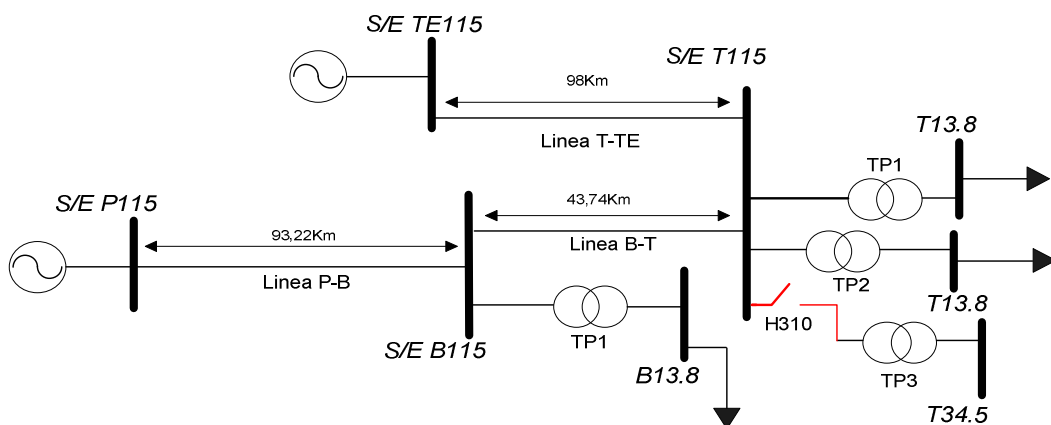 S/E TE115
S/E T115
98Km
Linea T-TE
T13.8
TP1
S/E P115
S/E B115
43,74Km
93,22Km
Linea B-T
Linea P-B
TP2
T13.8
TP1
H310
B13.8
TP3
T34.5